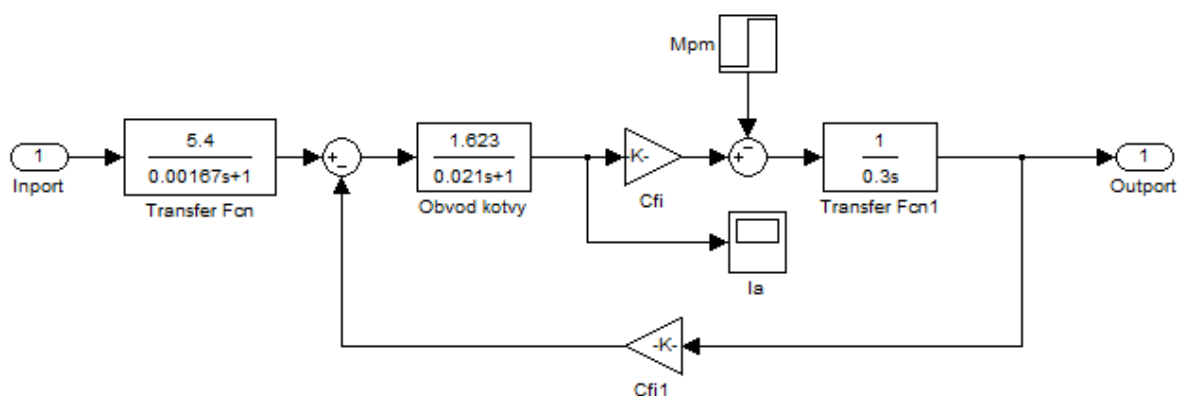 Mpm
1
Inport
5.4
0.00167s+1
Transfer Fcn
+
−
1.623
0.021s+1
Obvod kotvy
-K-
Cfi
+
−
1
0.3s
Transfer Fcn1
1
Outport
Ia
-K-
Cfi1